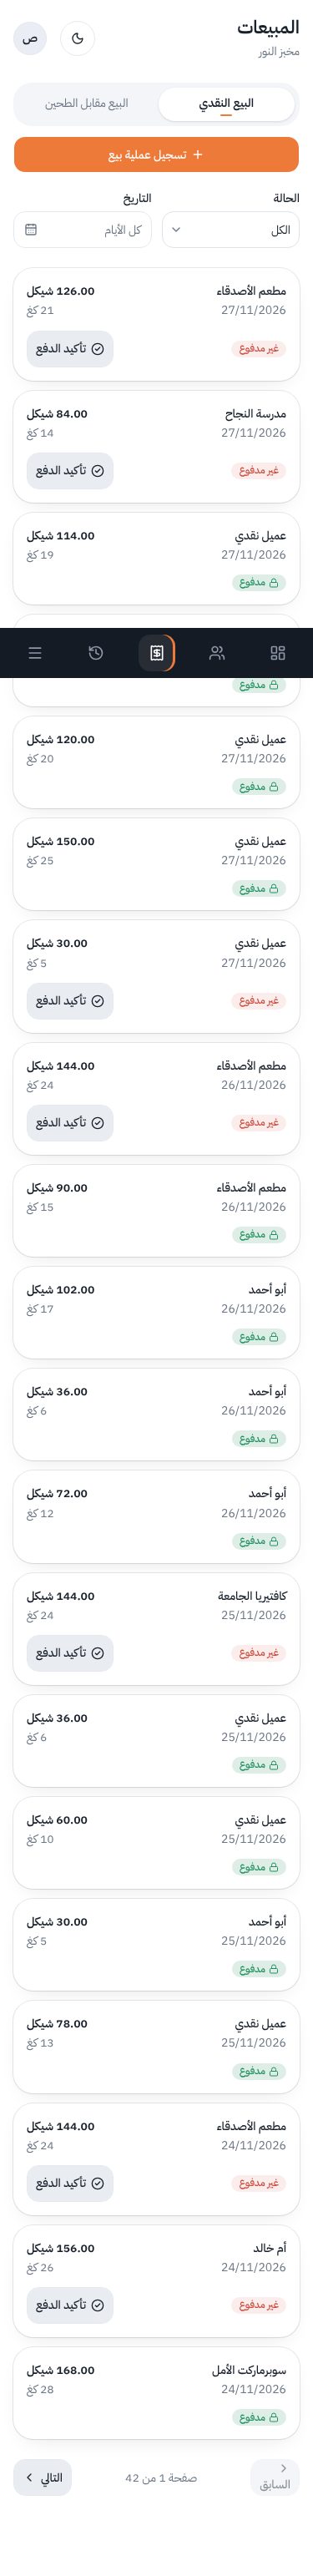 المبيعات
مخبز النور
ص
البيع النقدي
البيع مقابل الطحين
تسجيل عملية بيع
الحالة
التاريخ
الكل
كل الأيام
مطعم الأصدقاء
126.00 شيكل
27/11/2026
21 كغ
غير مدفوع
تأكيد الدفع
مدرسة النجاح
84.00 شيكل
27/11/2026
14 كغ
غير مدفوع
تأكيد الدفع
عميل نقدي
114.00 شيكل
27/11/2026
19 كغ
مدفوع
مدفوع
عميل نقدي
120.00 شيكل
27/11/2026
20 كغ
مدفوع
عميل نقدي
150.00 شيكل
27/11/2026
25 كغ
مدفوع
عميل نقدي
30.00 شيكل
27/11/2026
5 كغ
غير مدفوع
تأكيد الدفع
مطعم الأصدقاء
144.00 شيكل
26/11/2026
24 كغ
غير مدفوع
تأكيد الدفع
مطعم الأصدقاء
90.00 شيكل
26/11/2026
15 كغ
مدفوع
أبو أحمد
102.00 شيكل
26/11/2026
17 كغ
مدفوع
أبو أحمد
36.00 شيكل
26/11/2026
6 كغ
مدفوع
أبو أحمد
72.00 شيكل
26/11/2026
12 كغ
مدفوع
كافتيريا الجامعة
144.00 شيكل
25/11/2026
24 كغ
غير مدفوع
تأكيد الدفع
عميل نقدي
36.00 شيكل
25/11/2026
6 كغ
مدفوع
عميل نقدي
60.00 شيكل
25/11/2026
10 كغ
مدفوع
أبو أحمد
30.00 شيكل
25/11/2026
5 كغ
مدفوع
عميل نقدي
78.00 شيكل
25/11/2026
13 كغ
مدفوع
مطعم الأصدقاء
144.00 شيكل
24/11/2026
24 كغ
غير مدفوع
تأكيد الدفع
أم خالد
156.00 شيكل
24/11/2026
26 كغ
غير مدفوع
تأكيد الدفع
سوبرماركت الأمل
168.00 شيكل
24/11/2026
28 كغ
مدفوع
السابق
صفحة 1 من 42
التالي